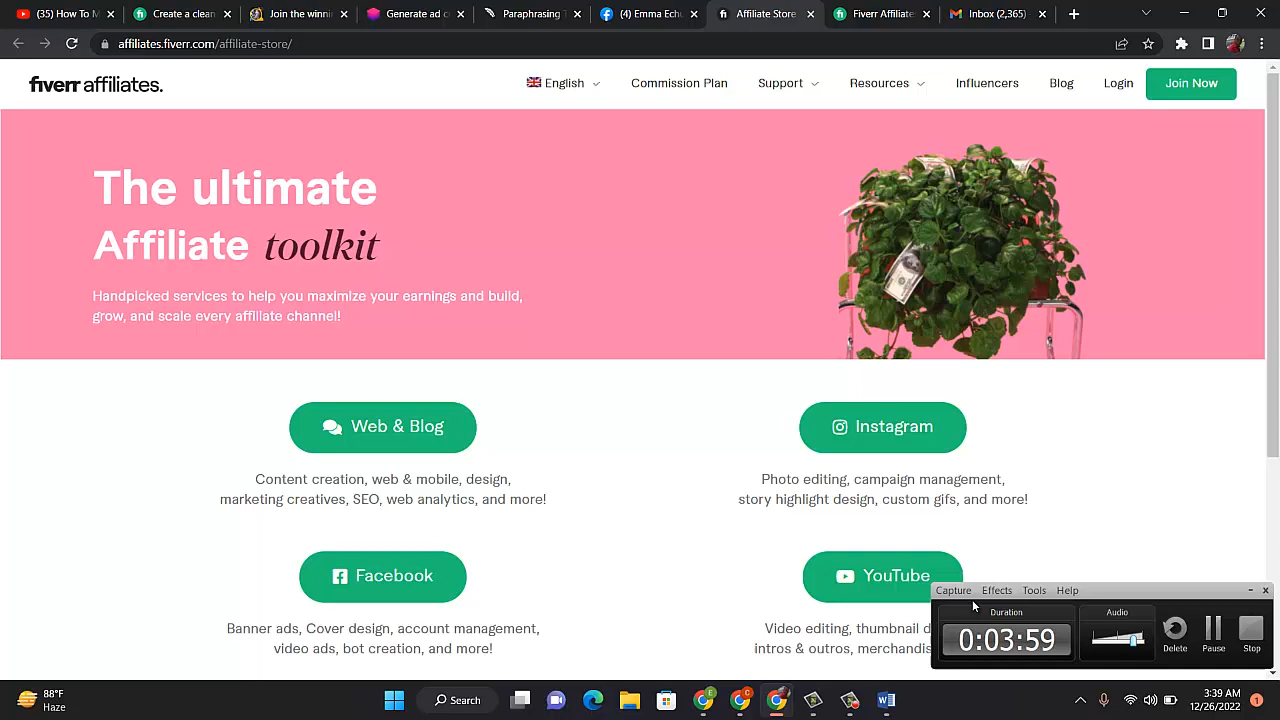 (35) How To M
Create a clean
Join the winni
Generate ad c
Paraphrasing T
(4) Emma Echu
Affiliate Store
Fiverr Affiliate
Inbox (2,365)
affiliates.fiverr.com/affiliate-store/
fiverr affiliates.
English
Commission Plan
Support
Resources
Influencers
Blog
Login
Join Now
The ultimate
Affiliate toolkit
Handpicked services to help you maximize your earnings and build,
grow, and scale every affiliate channel!
Web & Blog
Content creation, web & mobile, design,
marketing creatives, SEO, web analytics, and more!
Instagram
Photo editing, campaign management,
story highlight design, custom gifs, and more!
Facebook
Banner ads, Cover design, account management,
video ads, bot creation, and more!
YouTube
Video editing, thumbnail d
intros & outros, merchandis
Capture Effects Tools Help
Duration
0:03:59
Audio
Delete
Pause
Stop
88°F
Haze
Search
3:39 AM
12/26/2022